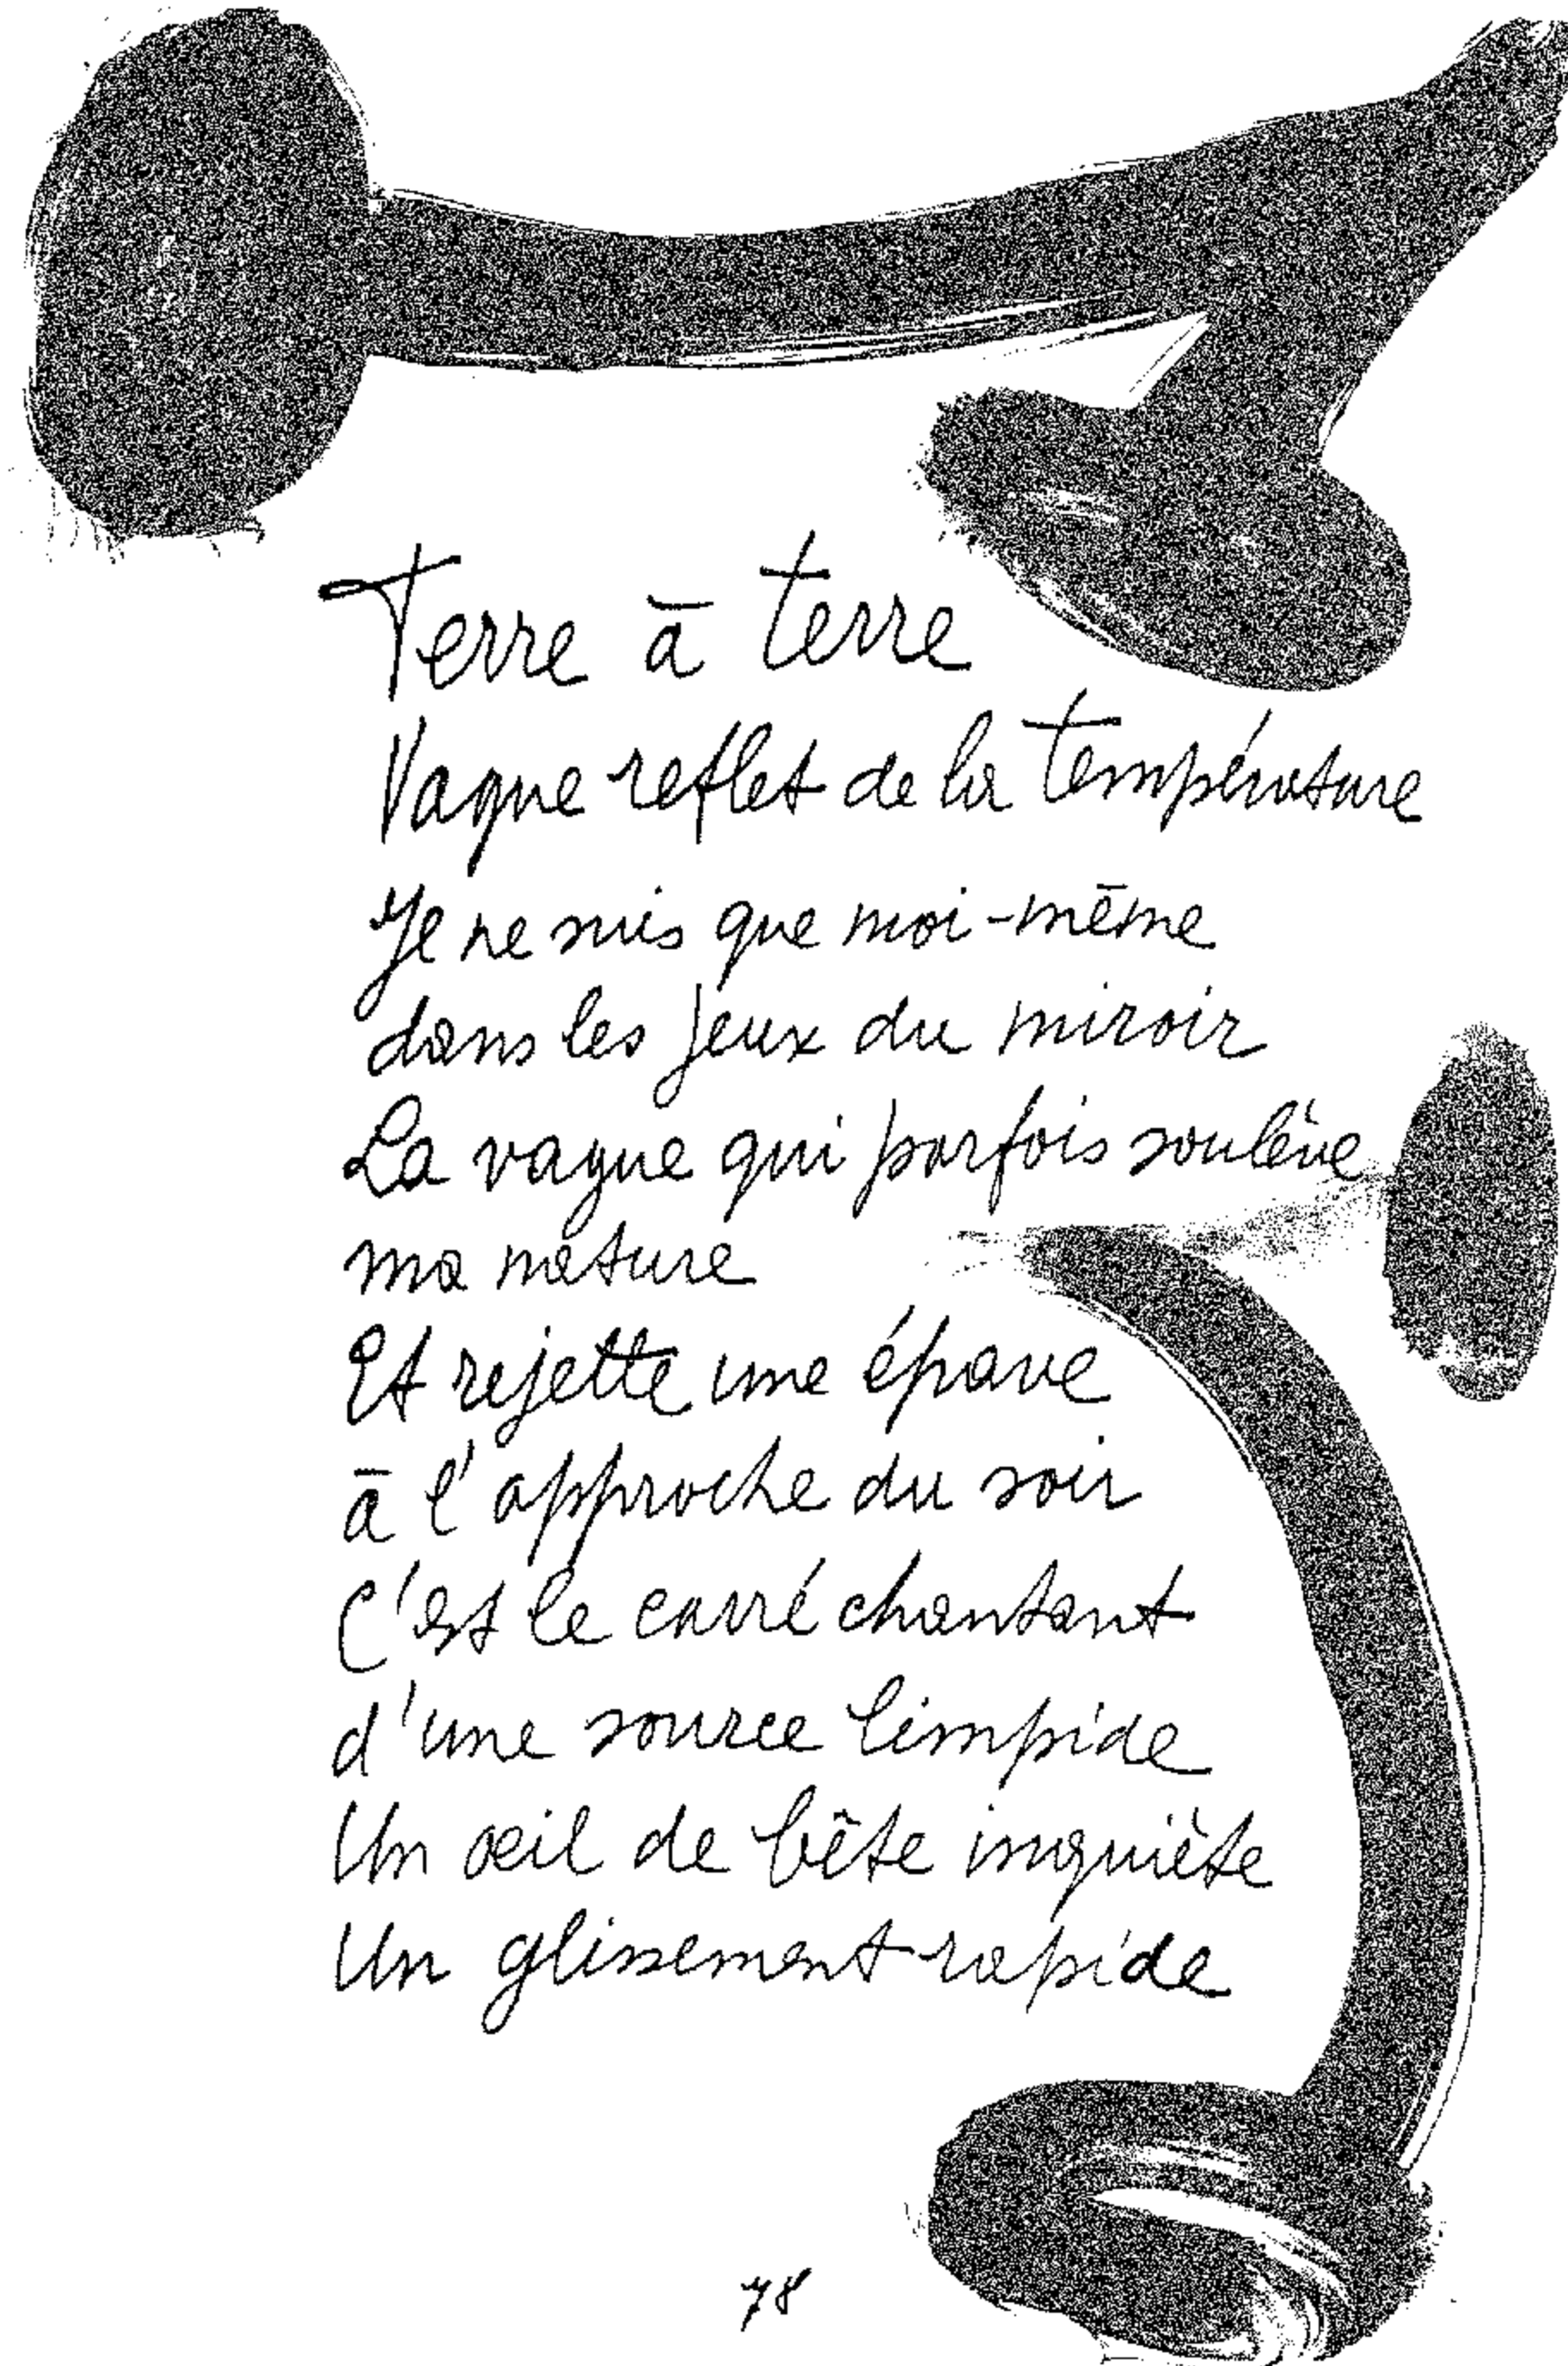 Terre à terre
Vague reflet de la température
Je ne suis que moi-même
dans les jeux du miroir
La vague qui parfois soulève
ma nature
Et rejette une épave
à l'approche du soir
C'est le carré chantant
d'une source limpide
Un œil de bête inquiète
Un glissement rapide
78